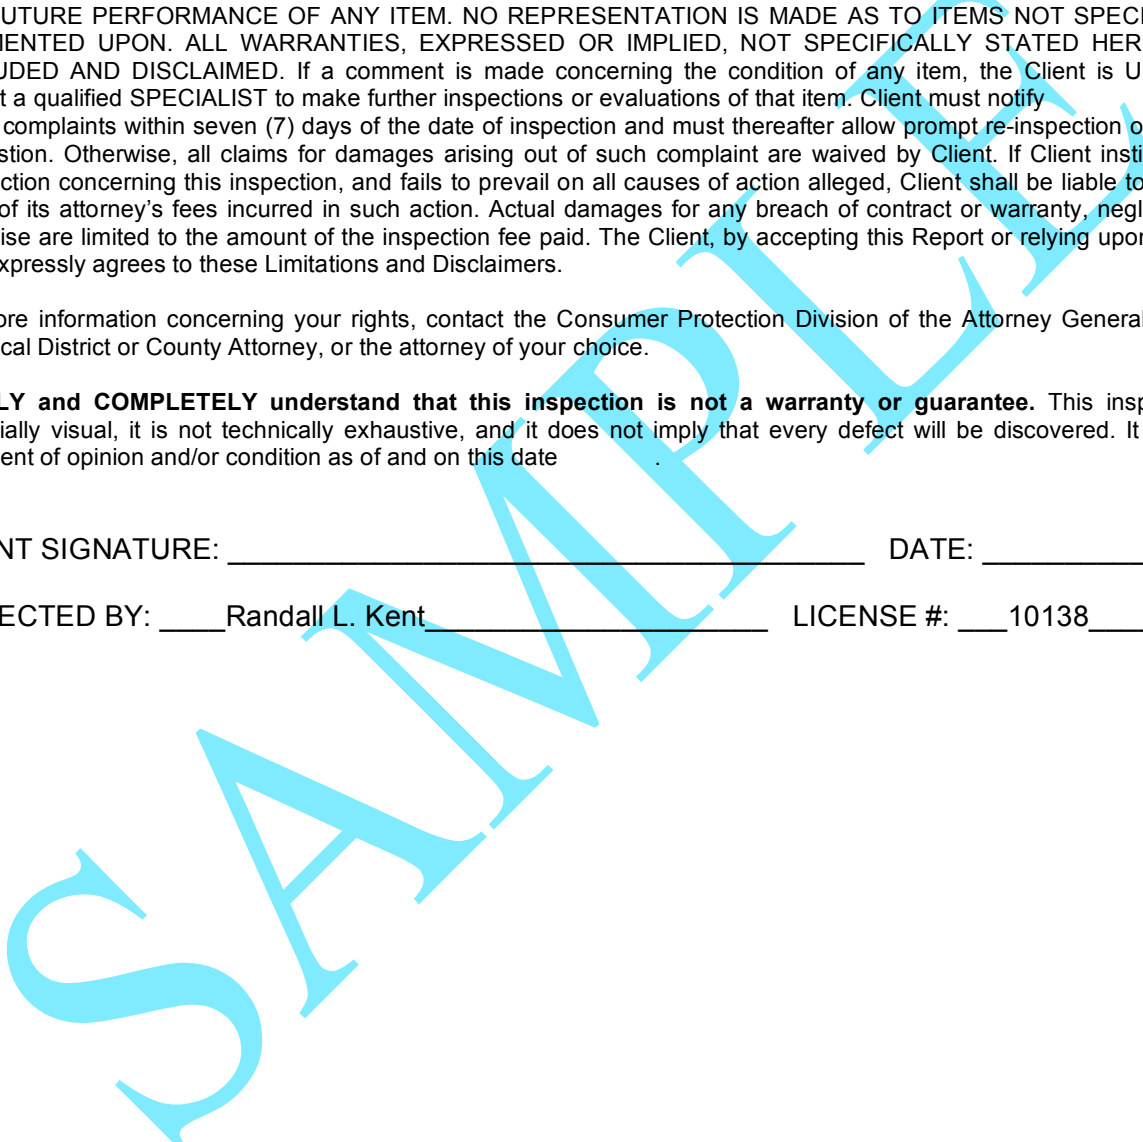 UTURE PERFORMANCE OF ANY ITEM. NO REPRESENTATION IS MADE AS TO ITEMS NOT SPECI
MENTED UPON. ALL WARRANTIES, EXPRESSED OR IMPLIED, NOT SPECIFICALLY STATED HER
UDED AND DISCLAIMED. If a comment is made concerning the condition of any item, the Client is U
t a qualified SPECIALIST to make further inspections or evaluations of that item. Client must notify
complaints within seven (7) days of the date of inspection and must thereafter allow prompt re-inspection o
stion. Otherwise, all claims for damages arising out of such complaint are waived by Client. If Client insti
ction concerning this inspection, and fails to prevail on all causes of action alleged, Client shall be liable to
of its attorney's fees incurred in such action. Actual damages for any breach of contract or warranty, negl
ise are limited to the amount of the inspection fee paid. The Client, by accepting this Report or relying upon
xpressly agrees to these Limitations and Disclaimers.
ore information concerning your rights, contact the Consumer Protection Division of the Attorney General
cal District or County Attorney, or the attorney of your choice.
LY and COMPLETELY understand that this inspection is not a warranty or guarantee. This insp
ially visual, it is not technically exhaustive, and it does not imply that every defect will be discovered. It
ent of opinion and/or condition as of and on this date .
NT SIGNATURE: _______________________________________ DATE: __________
ECTED BY: ____Randall L. Kent_____________________ LICENSE #: ___10138____
SAMPLE